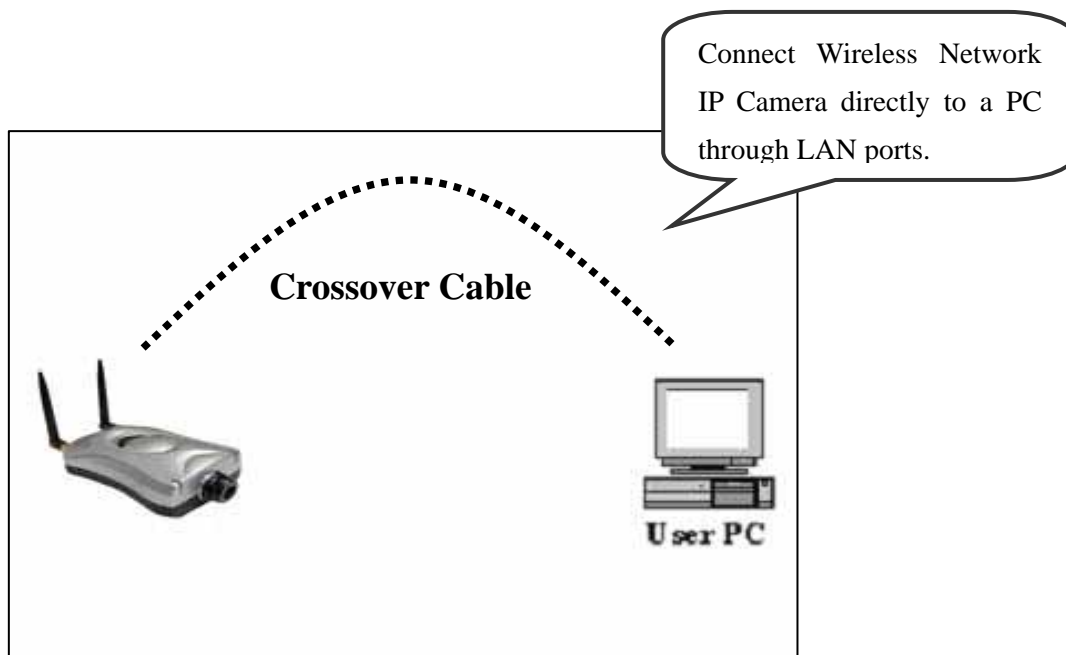 Connect Wireless Network
IP Camera directly to a PC
through LAN ports.
Crossover Cable
User PC